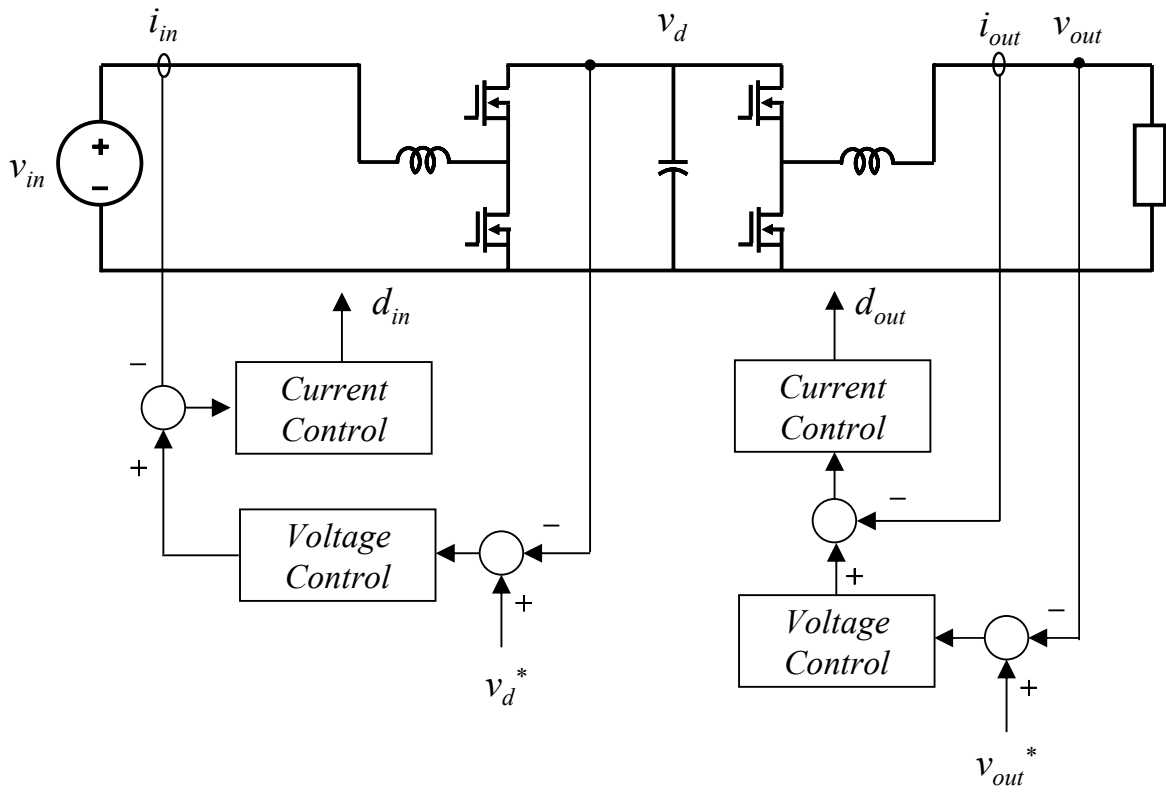 i_in v_d i_out v_out
+
−
v_in
d_in d_out
−
Current
Control
+
Current
Control
−
Voltage
Control
−
+
+
v_d*
Voltage
Control
−
+
v_out*